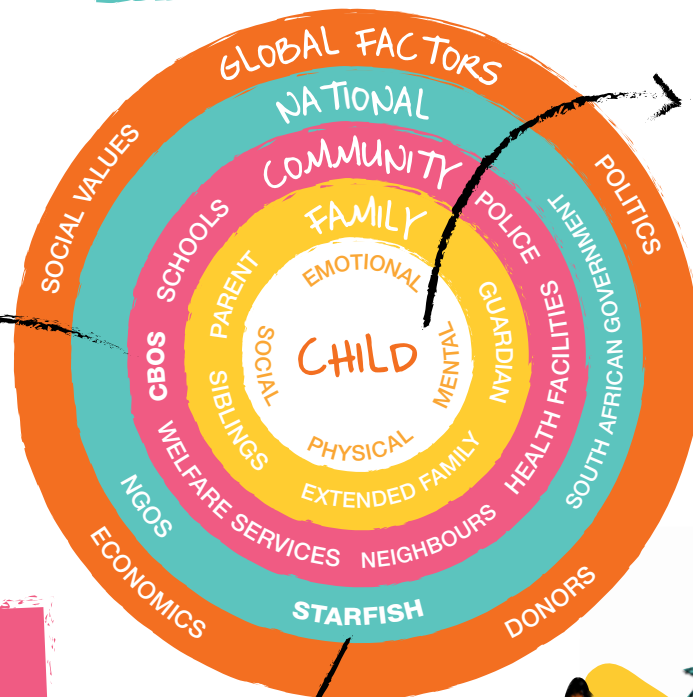 GLOBAL FACTORS
SOCIAL VALUES
POLITICS
ECONOMICS
DONORS
NATIONAL
SOUTH AFRICAN GOVERNMENT
NGOS
STARFISH
COMMUNITY
SCHOOLS
POLICE
CBOS
HEALTH FACILITIES
WELFARE SERVICES
NEIGHBOURS
FAMILY
PARENT
GUARDIAN
SIBLINGS
EXTENDED FAMILY
EMOTIONAL
SOCIAL
CHILD
MENTAL
PHYSICAL